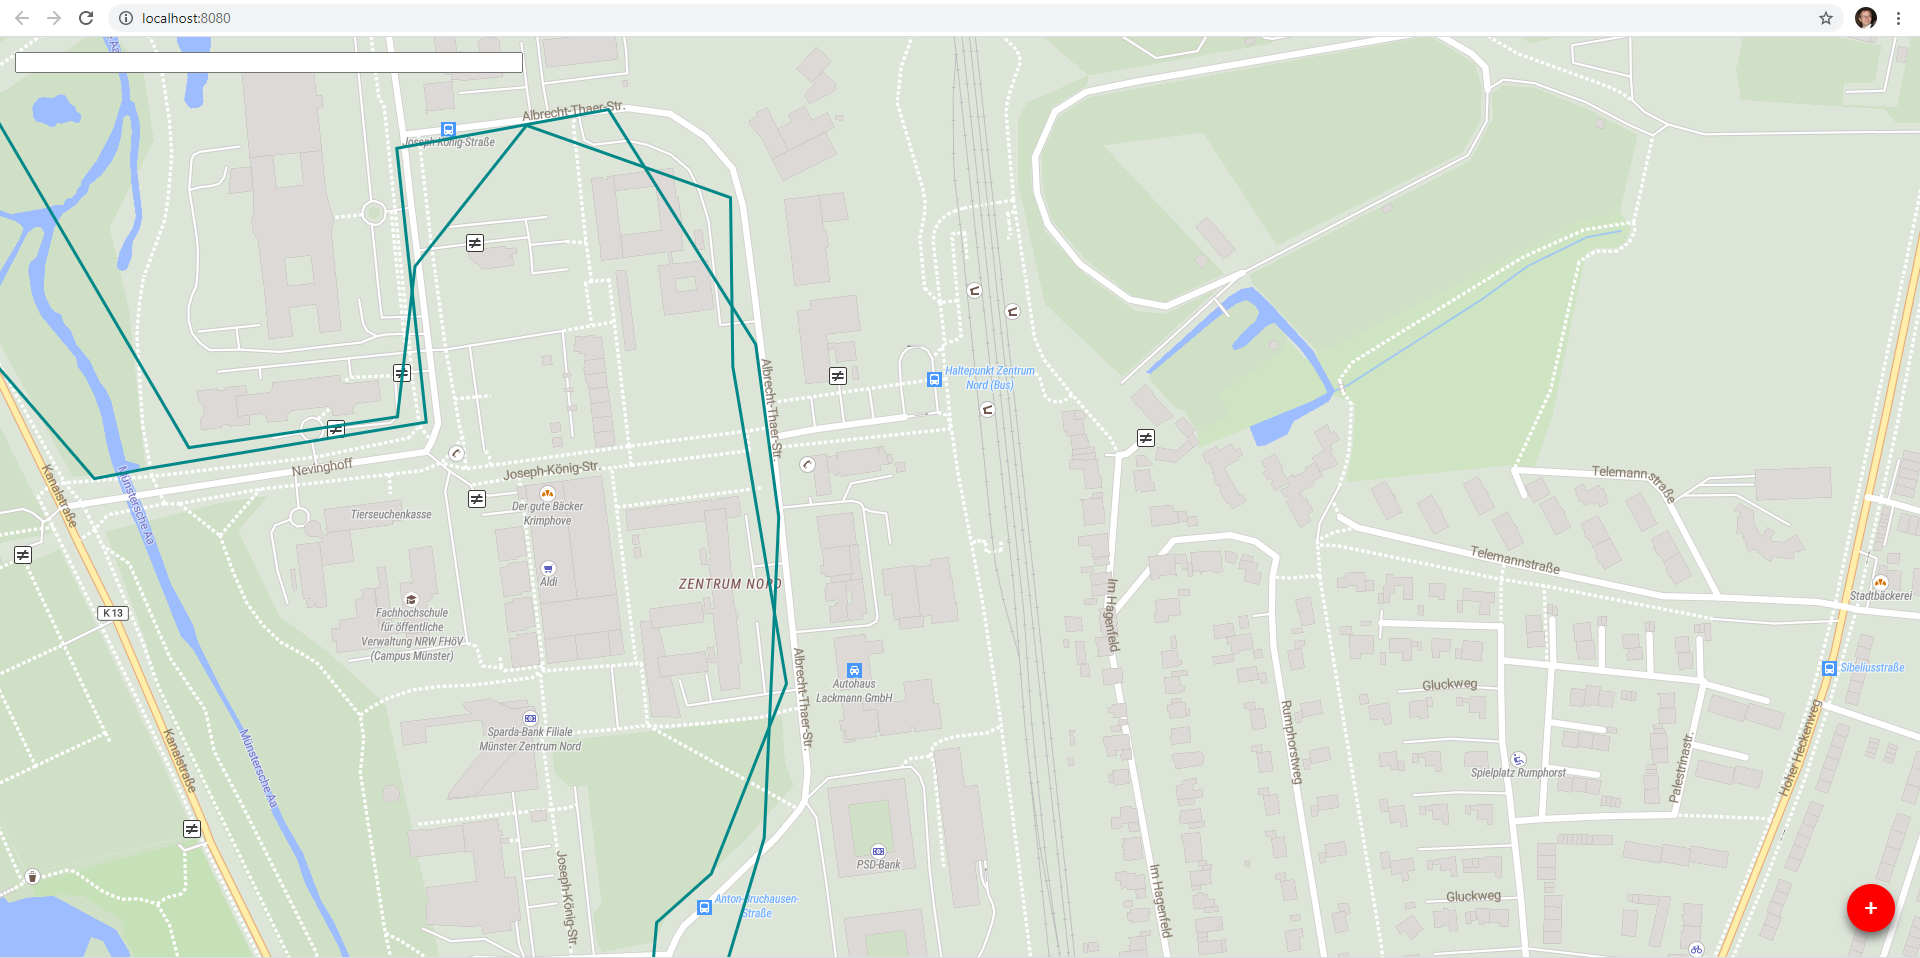 localhost:8080
Albrecht-Thaer-Str.
Joseph-König-Straße
Haltepunkt Zentrum
Nord (Bus)
Albrecht-Thaer-Str.
Nevinghoff
Joseph-König-Str.
Kanalstraße
Münstersche Aa
Telemannstraße
Der gute Bäcker
Krimphove
Tierseuchenkasse
Telemannstraße
Aldi
ZENTRUM NORD
Stadtbäckerei
K 13
Fachhochschule
für öffentliche
Verwaltung NRW FHöV
(Campus Münster)
Im Hagenfeld
Albrecht-Thaer-Str.
Autohaus
Lackmann GmbH
Sibeliusstraße
Gluckweg
Sparda-Bank Filiale
Münster Zentrum Nord
Kanalstraße
Münstersche Aa
Rumphorstweg
Palestrinastr.
Hoher Heckenweg
Spielplatz Rumphorst
PSD-Bank
Joseph-König-Str.
Im Hagenfeld
Gluckweg
Anton-Bruchausen-
Straße
+